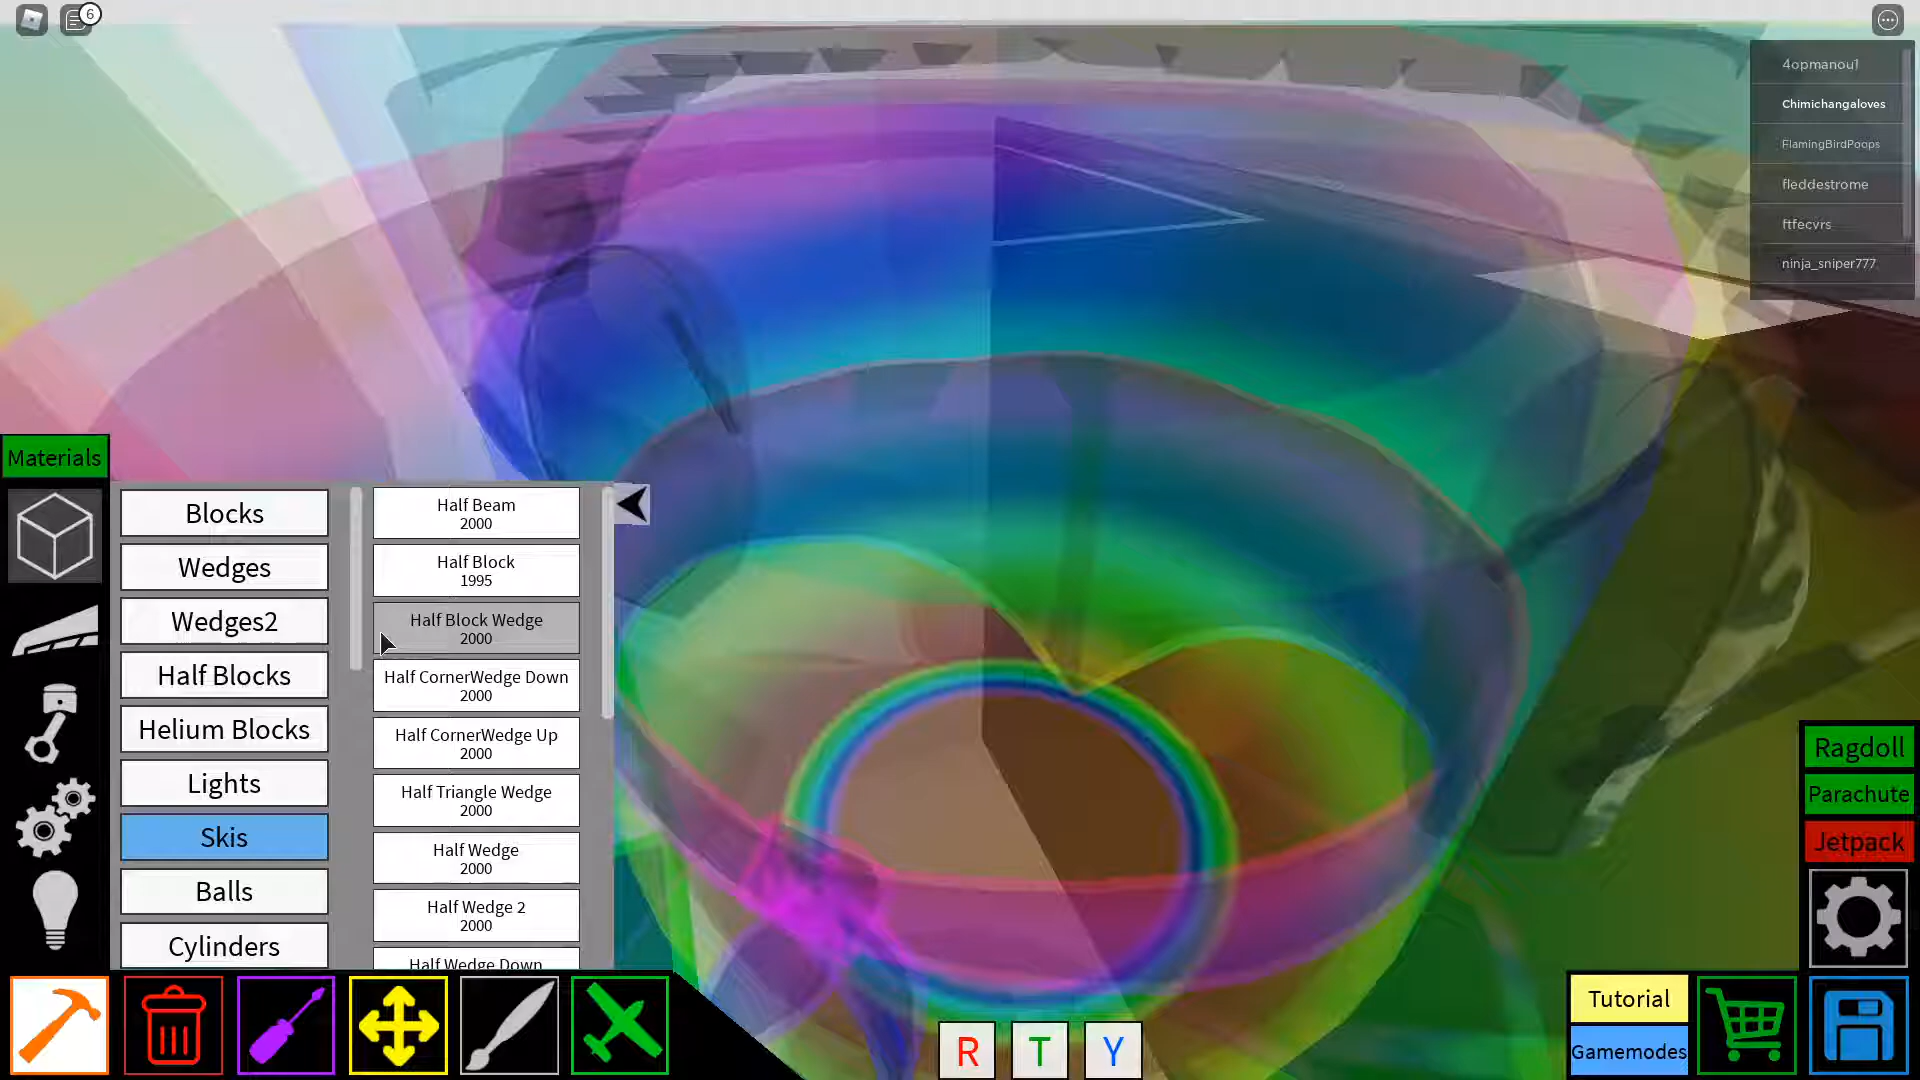 6
4opmanou1
Chimichangaloves
FlamingBirdPoops
fleddestrome
ftfecvrs
ninja_sniper777
Materials
Blocks
Wedges
Wedges2
Half Blocks
Helium Blocks
Lights
Skis
Balls
Cylinders
Half Beam
2000
Half Block
1995
Half Block Wedge
2000
Half CornerWedge Down
2000
Half CornerWedge Up
2000
Half Triangle Wedge
2000
Half Wedge
2000
Half Wedge 2
2000
Half Wedge Down
Ragdoll
Parachute
Jetpack
Tutorial
Gamemodes
R T Y